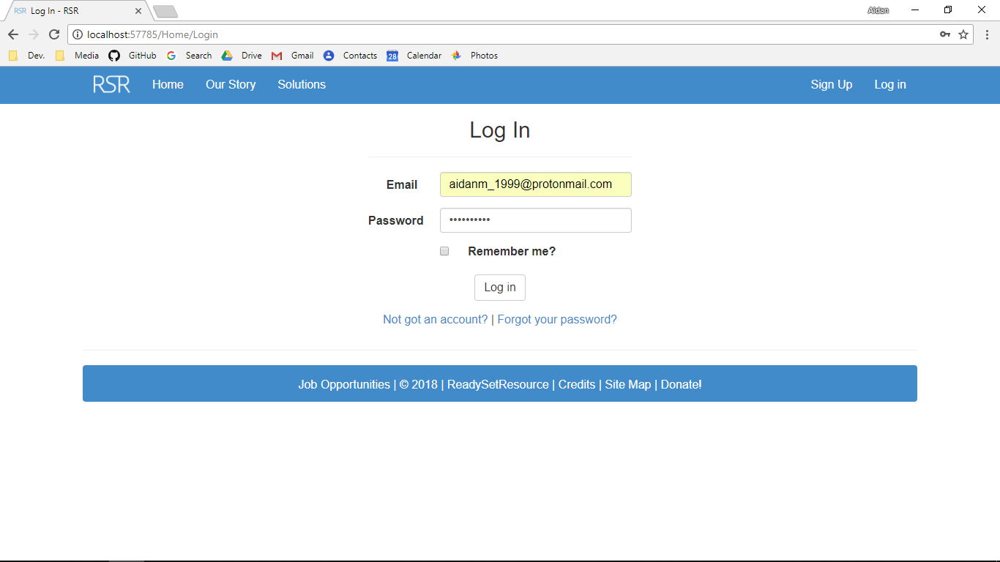 RSR Log In - RSR
Aidan
localhost:57785/Home/Login
Dev. Media GitHub Search Drive Gmail 28 Contacts Calendar Photos
RSR Home Our Story Solutions Sign Up Log in
Log In
Email aidanm_1999@protonmail.com
Password ••••••••••
Remember me?
Log in
Not got an account? | Forgot your password?
Job Opportunities | © 2018 | ReadySetResource | Credits | Site Map | Donate!